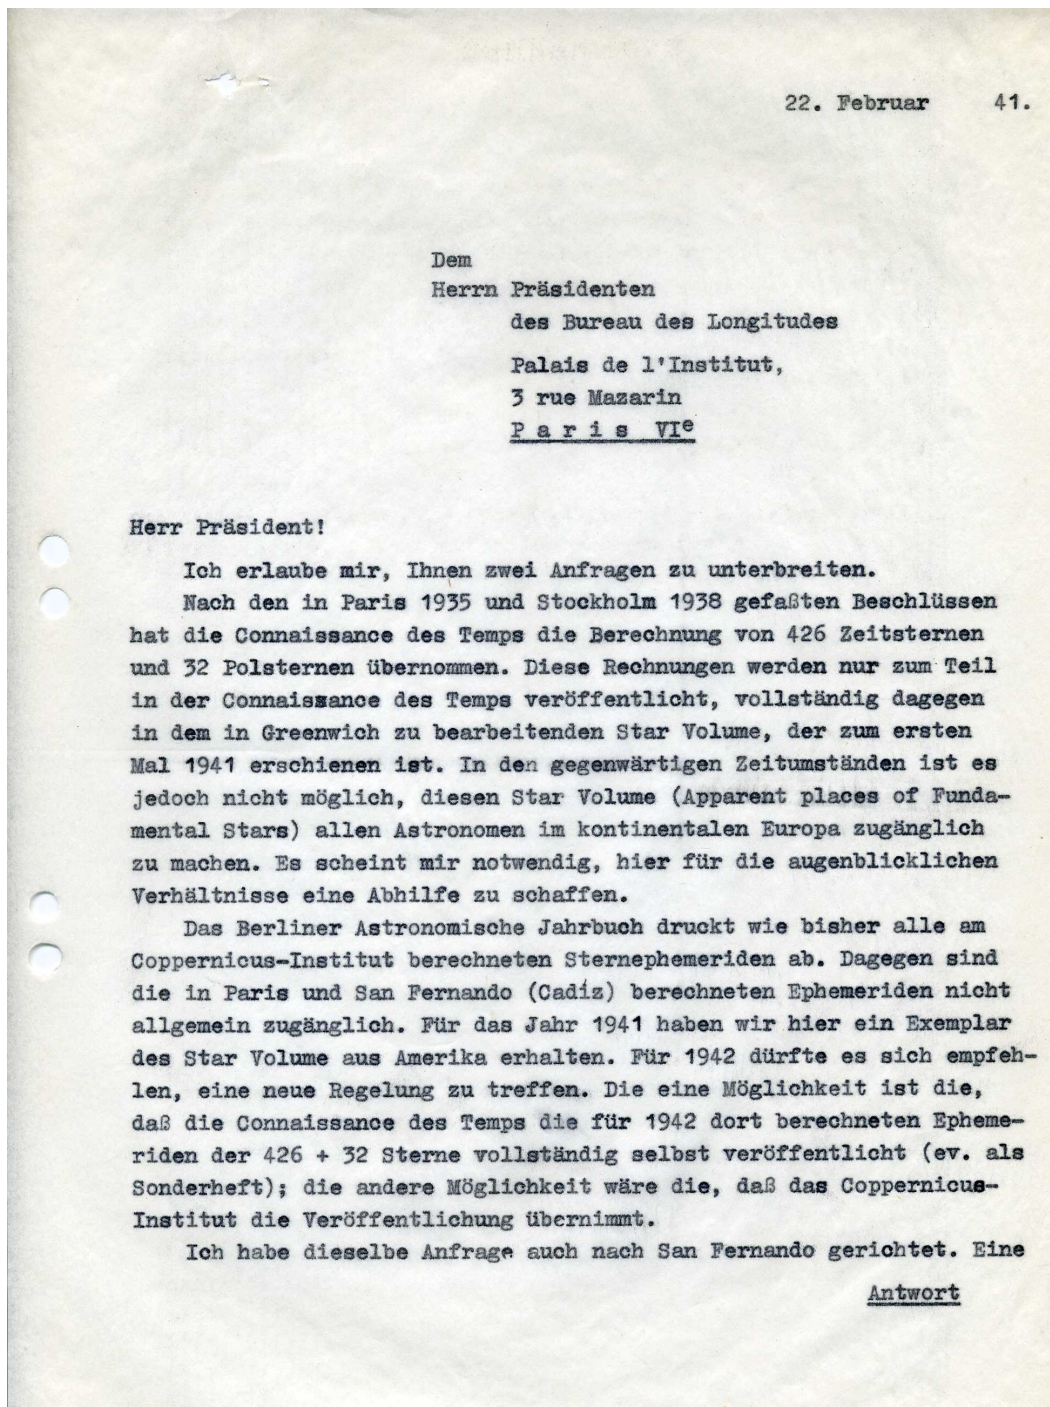 22. Februar 41.
Dem
Herrn Präsidenten
des Bureau des Longitudes
Palais de l'Institut,
3 rue Mazarin
P a r i s VIe
Herr Präsident!
Ich erlaube mir, Ihnen zwei Anfragen zu unterbreiten.
Nach den in Paris 1935 und Stockholm 1938 gefaßten Beschlüssen
hat die Connaissance des Temps die Berechnung von 426 Zeitsternen
und 32 Polsternen übernommen. Diese Rechnungen werden nur zum Teil
in der Connaissance des Temps veröffentlicht, vollständig dagegen
in dem in Greenwich zu bearbeitenden Star Volume, der zum ersten
Mal 1941 erschienen ist. In den gegenwärtigen Zeitumständen ist es
jedoch nicht möglich, diesen Star Volume (Apparent places of Funda-
mental Stars) allen Astronomen im kontinentalen Europa zugänglich
zu machen. Es scheint mir notwendig, hier für die augenblicklichen
Verhältnisse eine Abhilfe zu schaffen.
Das Berliner Astronomische Jahrbuch druckt wie bisher alle am
Coppernicus-Institut berechneten Sternephemeriden ab. Dagegen sind
die in Paris und San Fernando (Cadiz) berechneten Ephemeriden nicht
allgemein zugänglich. Für das Jahr 1941 haben wir hier ein Exemplar
des Star Volume aus Amerika erhalten. Für 1942 dürfte es sich empfeh-
len, eine neue Regelung zu treffen. Die eine Möglichkeit ist die,
daß die Connaissance des Temps die für 1942 dort berechneten Epheme-
riden der 426 + 32 Sterne vollständig selbst veröffentlicht (ev. als
Sonderheft); die andere Möglichkeit wäre die, daß das Coppernicus-
Institut die Veröffentlichung übernimmt.
Ich habe dieselbe Anfrage auch nach San Fernando gerichtet. Eine
Antwort